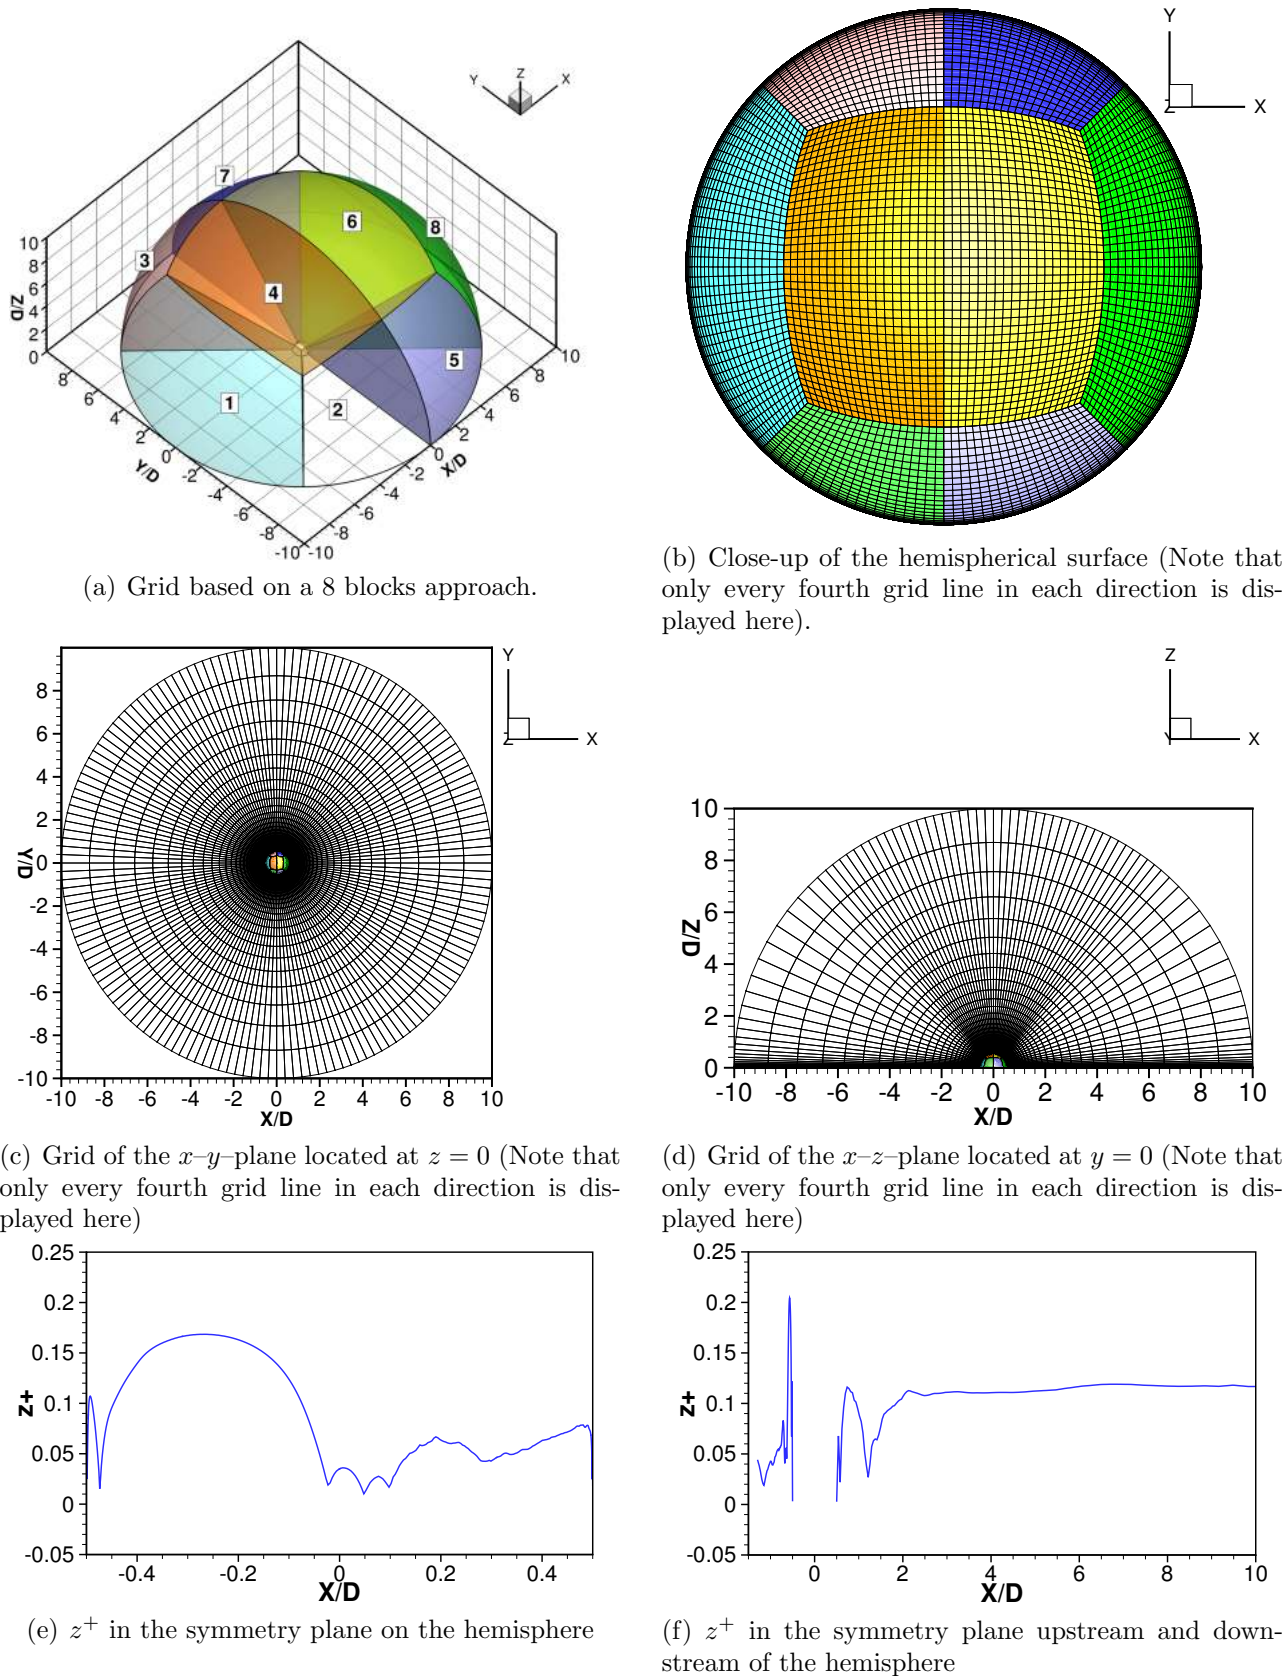 Y Z X
7
6
8
3
4
5
1
2
10
8
6
4
2
0
Z/D
8
6
4
2
0
-2
-4
-6
-8
-10
Y/D
-10
-8
-6
-4
-2
0
2
4
6
8
10
X/D
(a) Grid based on a 8 blocks approach.
Y
Z X
(b) Close-up of the hemispherical surface (Note that
only every fourth grid line in each direction is dis-
played here).
Y
Z X
8
6
4
2
0
-2
-4
-6
-8
-10
Y/D
-10 -8 -6 -4 -2 0 2 4 6 8 10
X/D
(c) Grid of the x–y–plane located at z = 0 (Note that
only every fourth grid line in each direction is dis-
played here)
Z
Y X
10
8
6
4
2
0
Z/D
-10 -8 -6 -4 -2 0 2 4 6 8 10
X/D
(d) Grid of the x–z–plane located at y = 0 (Note that
only every fourth grid line in each direction is dis-
played here)
0.25
0.2
0.15
0.1
0.05
0
-0.05
z+
-0.4 -0.2 0 0.2 0.4
X/D
(e) z⁺ in the symmetry plane on the hemisphere
0.25
0.2
0.15
0.1
0.05
0
-0.05
z+
0 2 4 6 8 10
X/D
(f) z⁺ in the symmetry plane upstream and down-
stream of the hemisphere